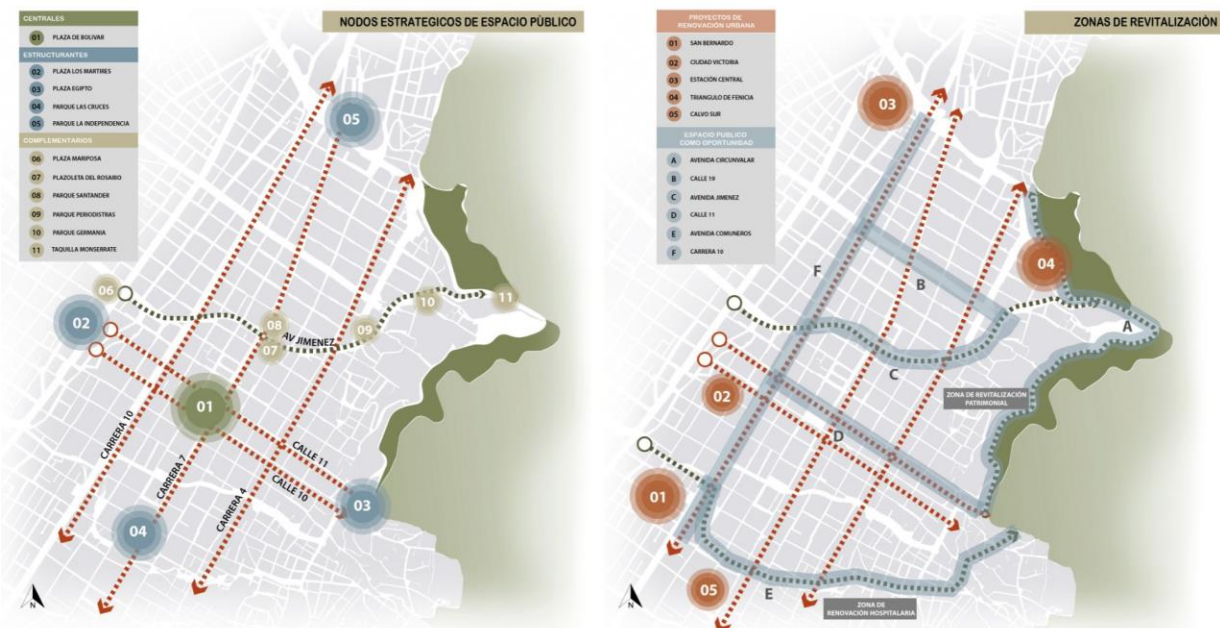 NODOS ESTRATEGICOS DE ESPACIO PÙBLICO
CENTRALES
01 PLAZA DE BOLIVAR
ESTRUCTURANTES
02 PLAZA LOS MARTIRES
03 PLAZA EGIPTO
04 PARQUE LAS CRUCES
05 PARQUE LA INDEPENDENCIA
COMPLEMENTARIOS
06 PLAZA MARIPOSA
07 PLAZOLETA DEL ROSARIO
08 PARQUE SANTANDER
09 PARQUE PERIODISTRAS
10 PARQUE GERMANIA
11 TAQUILLA MONSERRATE
05
06
02
10
11
08
AV JIMENEZ
09
07
01
CARRERA 10
CARRERA 7
CARRERA 4
CALLE 11
CALLE 10
03
04
N
ZONAS DE REVITALIZACIÓN
PROYECTOS DE
RENOVACIÓN URBANA
01 SAN BERNARDO
02 CIUDAD VICTORIA
03 ESTACIÓN CENTRAL
04 TRIANGULO DE FENICIA
05 CALVO SUR
ESPACIO PUBLICO
COMO OPORTUNIDAD
A AVENIDA CIRCUNVALAR
B CALLE 19
C AVENIDA JIMENEZ
D CALLE 11
E AVENIDA COMUNEROS
F CARRERA 10
03
04
F
B
A
C
02
ZONA DE REVITALIZACIÓN
PATRIMONIAL
D
01
05
E
ZONA DE
RENOVACIÓN HOSPITALARIA
N